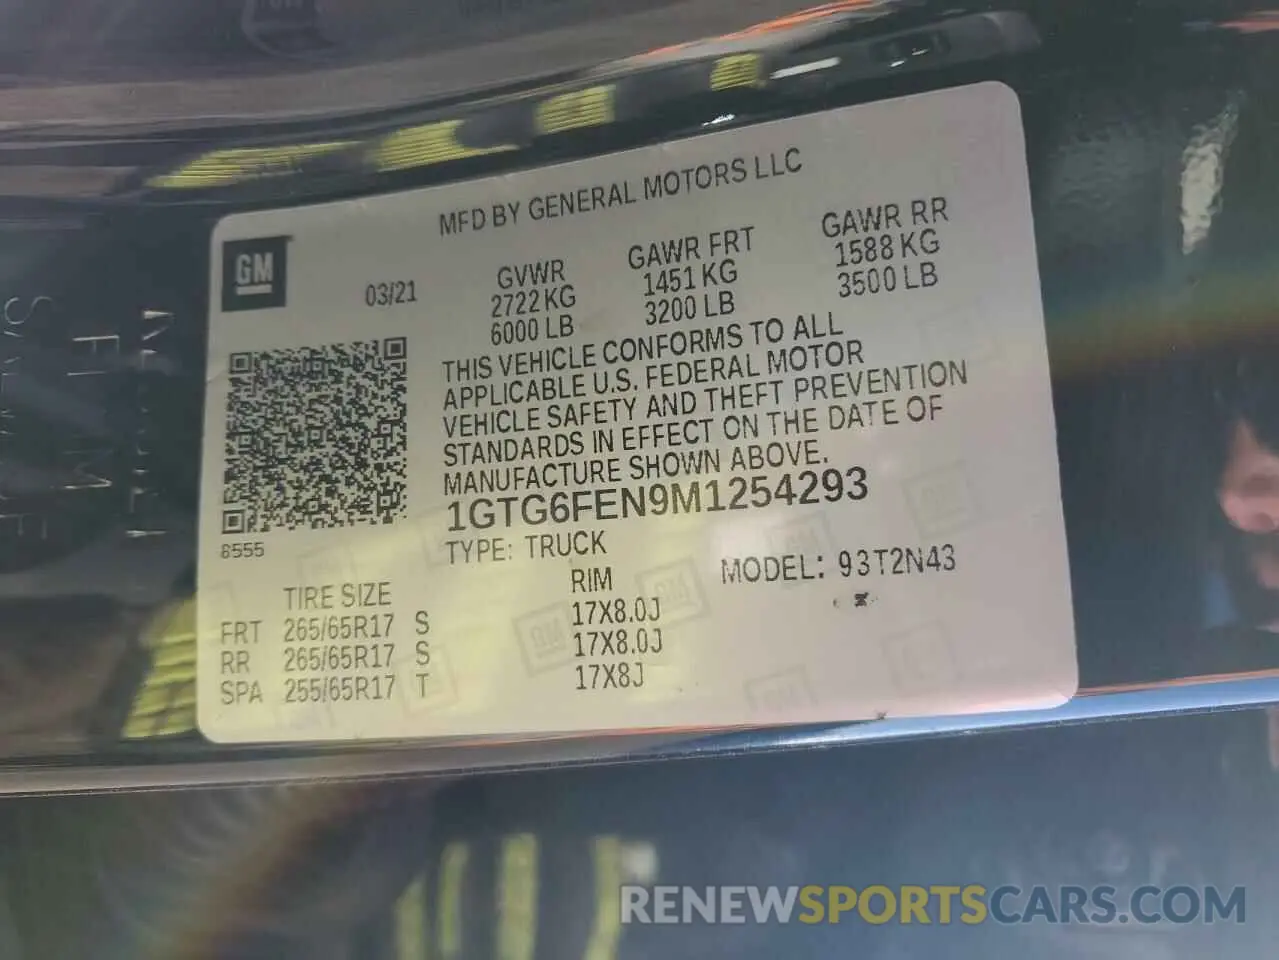 MFD BY GENERAL MOTORS LLC
GM
03/21
GVWR
2722 KG
6000 LB
GAWR FRT
1451 KG
3200 LB
GAWR RR
1588 KG
3500 LB
THIS VEHICLE CONFORMS TO ALL
APPLICABLE U.S. FEDERAL MOTOR
VEHICLE SAFETY AND THEFT PREVENTION
STANDARDS IN EFFECT ON THE DATE OF
MANUFACTURE SHOWN ABOVE.
1GTG6FEN9M1254293
8555
TYPE: TRUCK
MODEL: 93T2N43
TIRE SIZE RIM
FRT 265/65R17 S 17X8.0J
RR 265/65R17 S 17X8.0J
SPA 255/65R17 T 17X8J
RENEWSPORTSCARS.COM